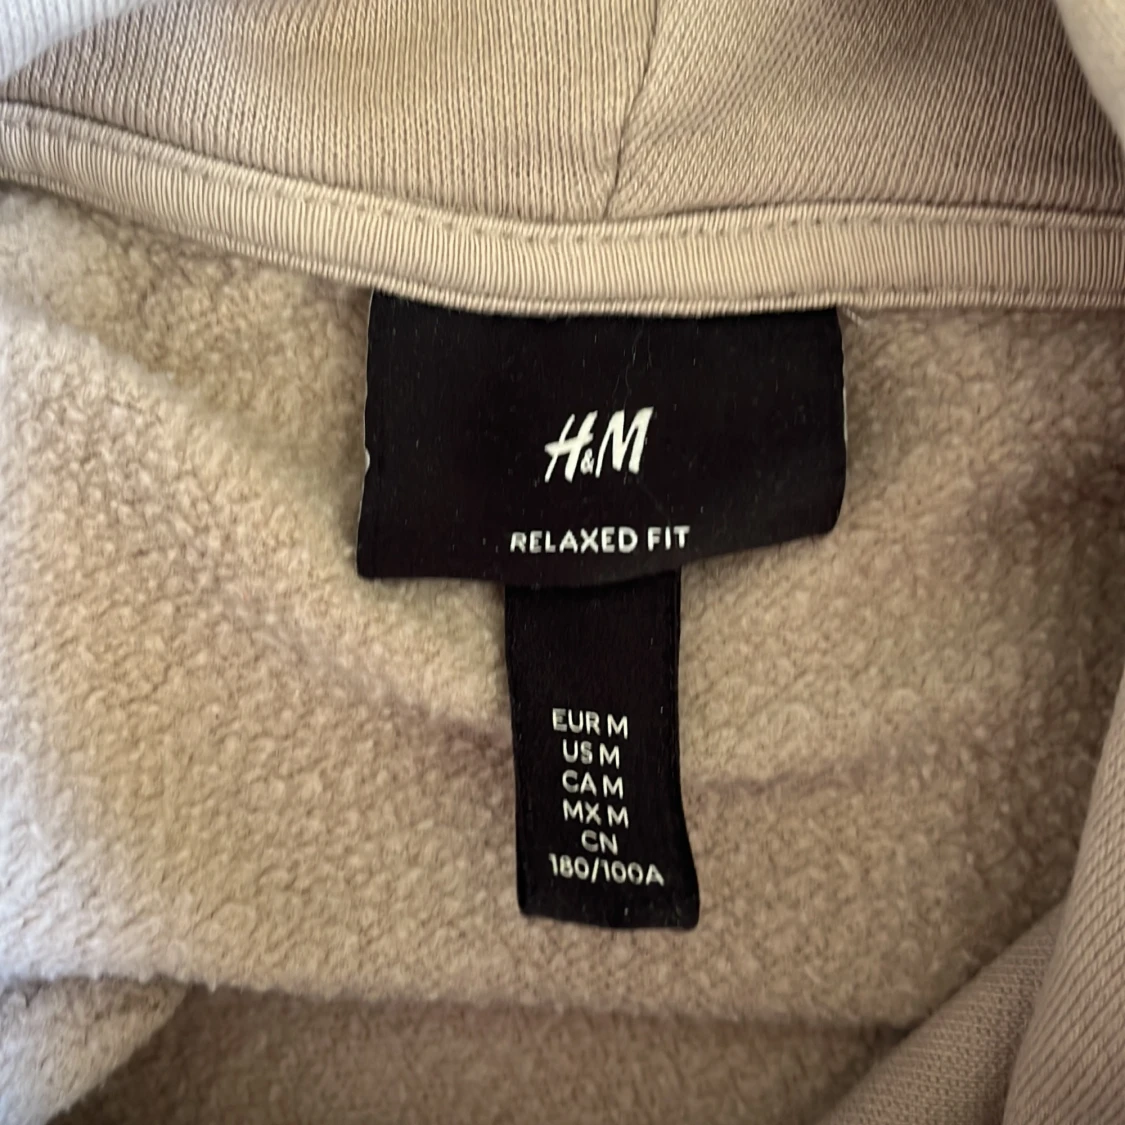 H&M
RELAXED FIT
EUR M
US M
CA M
MX M
CN
180/100A